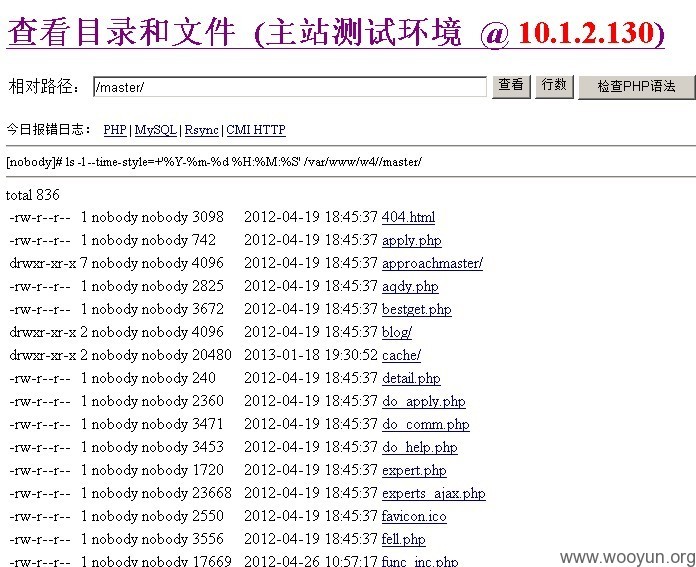 查看目录和文件 (主站测试环境 @ 10.1.2.130)
相对路径： /master/ 查看 行数 检查PHP语法
今日报错日志： PHP | MySQL | Rsync | CMI HTTP
[nobody]# ls -l --time-style=+'%Y-%m-%d %H:%M:%S' /var/www/w4//master/
total 836
-rw-r--r-- 1 nobody nobody 3098 2012-04-19 18:45:37 404.html
-rw-r--r-- 1 nobody nobody 742 2012-04-19 18:45:37 apply.php
drwxr-xr-x 7 nobody nobody 4096 2012-04-19 18:45:37 approachmaster/
-rw-r--r-- 1 nobody nobody 2825 2012-04-19 18:45:37 aqdy.php
-rw-r--r-- 1 nobody nobody 3672 2012-04-19 18:45:37 bestget.php
drwxr-xr-x 2 nobody nobody 4096 2012-04-19 18:45:37 blog/
drwxr-xr-x 2 nobody nobody 20480 2013-01-18 19:30:52 cache/
-rw-r--r-- 1 nobody nobody 240 2012-04-19 18:45:37 detail.php
-rw-r--r-- 1 nobody nobody 2360 2012-04-19 18:45:37 do_apply.php
-rw-r--r-- 1 nobody nobody 3471 2012-04-19 18:45:37 do_comm.php
-rw-r--r-- 1 nobody nobody 3453 2012-04-19 18:45:37 do_help.php
-rw-r--r-- 1 nobody nobody 1720 2012-04-19 18:45:37 expert.php
-rw-r--r-- 1 nobody nobody 23668 2012-04-19 18:45:37 experts_ajax.php
-rw-r--r-- 1 nobody nobody 2550 2012-04-19 18:45:37 favicon.ico
-rw-r--r-- 1 nobody nobody 3556 2012-04-19 18:45:37 fell.php
-rw-r--r-- 1 nobody nobody 17669 2012-04-26 10:57:17 func_inc.php
www.wooyun.org